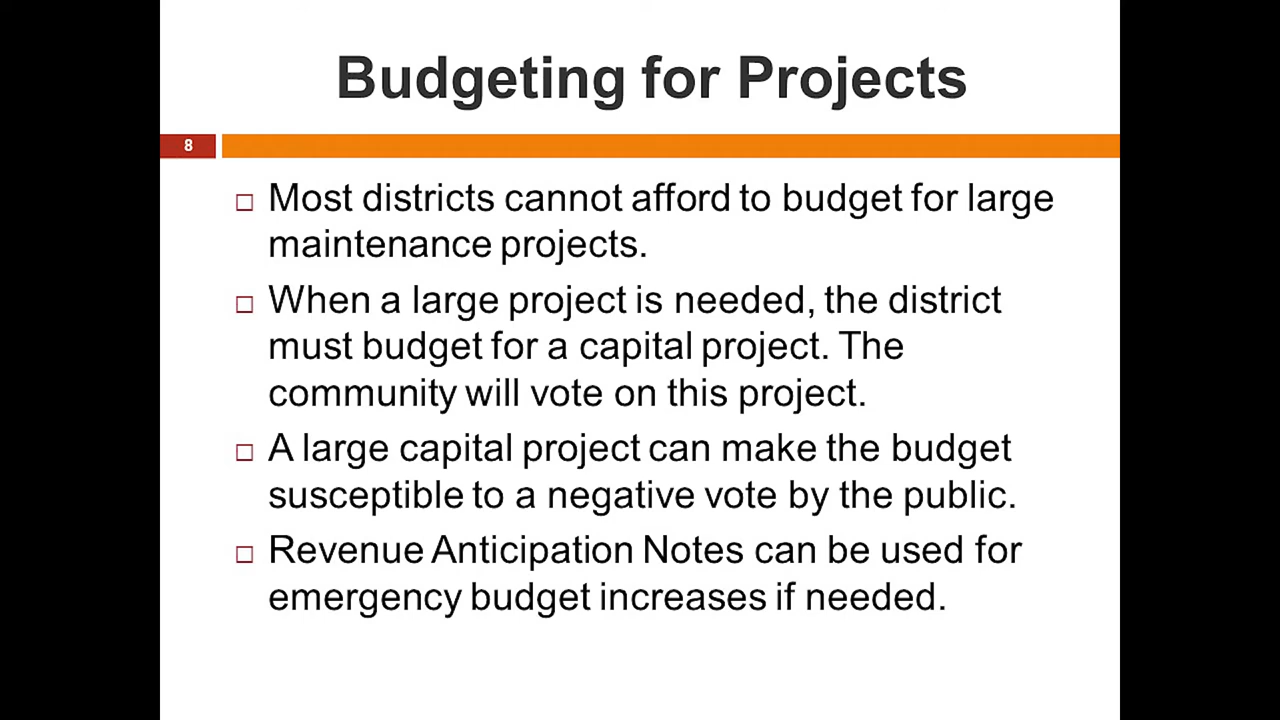 Budgeting for Projects
8
Most districts cannot afford to budget for large
maintenance projects.
When a large project is needed, the district
must budget for a capital project. The
community will vote on this project.
A large capital project can make the budget
susceptible to a negative vote by the public.
Revenue Anticipation Notes can be used for
emergency budget increases if needed.